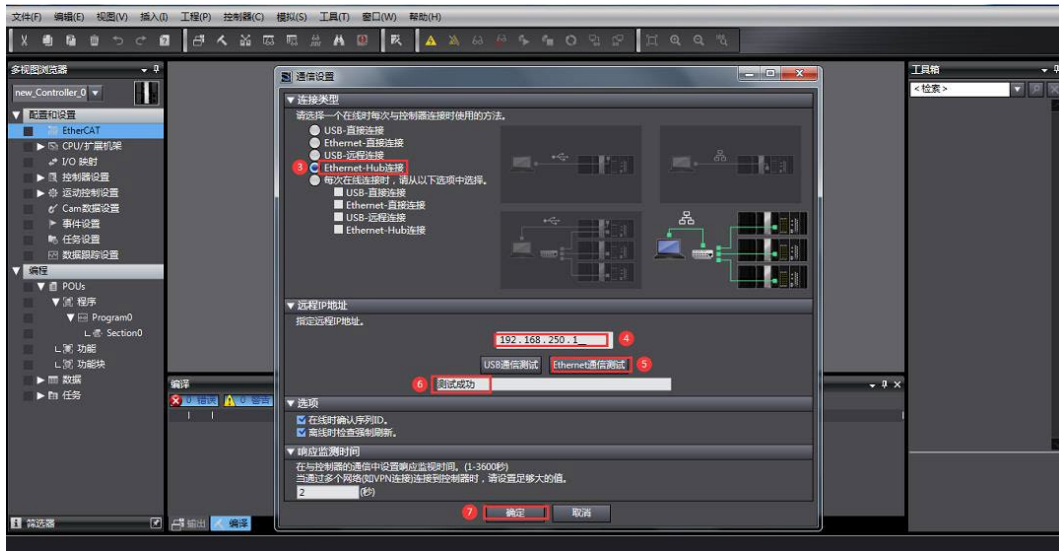 文件(F) 编辑(E) 视图(V) 插入(I) 工程(P) 控制器(C) 模拟(S) 工具(T) 窗口(W) 帮助(H)
多视图浏览器
new_Controller_0
配置和设置
EtherCAT
CPU/扩展机架
I/O 映射
控制器设置
运动控制设置
Cam数据设置
事件设置
任务设置
数据跟踪设置
编程
POUs
程序
Program0
Section0
功能
功能块
数据
任务
筛选器
通信设置
连接类型
请选择一个在线时每次与控制器连接时使用的方法。
USB-直接连接
Ethernet-直接连接
USB-远程连接
3 Ethernet-Hub连接
每次在线连接时，请从以下选项中选择。
USB-直接连接
Ethernet-直接连接
USB-远程连接
Ethernet-Hub连接
远程IP地址
指定远程IP地址。
192.168.250.1_ 4
USB通信测试 Ethernet通信测试 5
6 测试成功
选项
在线时确认序列ID。
离线时检查强制刷新。
响应监测时间
在与控制器的通信中设置响应监视时间。(1-3600秒)
当通过多个网络(如VPN连接)连接到控制器时，请设置足够大的值。
2 (秒)
7 确定 取消
编译
0 错误 0 警告
输出 编译
工具箱
<检索>